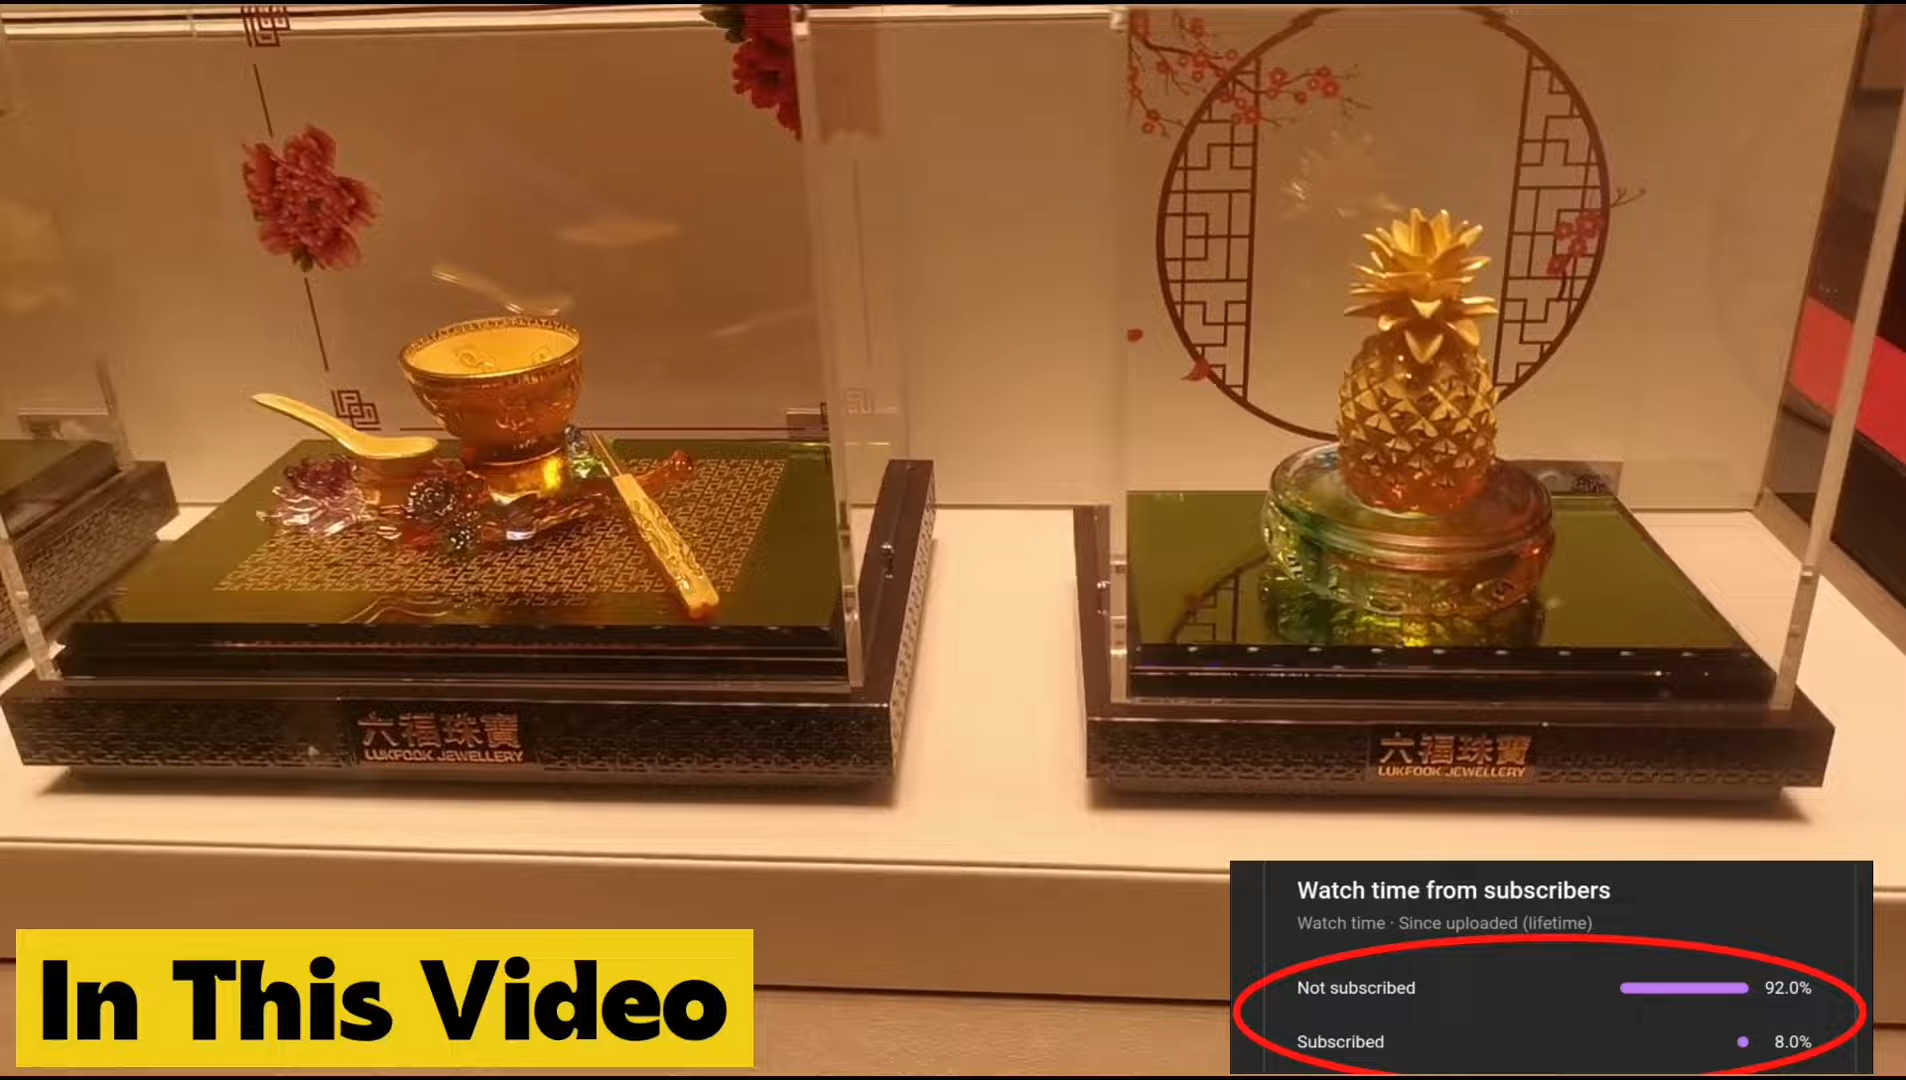 六福珠寶
LUKFOOK JEWELLERY
六福珠寶
LUKFOOK JEWELLERY
In This Video
Watch time from subscribers
Watch time · Since uploaded (lifetime)
Not subscribed 92.0%
Subscribed 8.0%